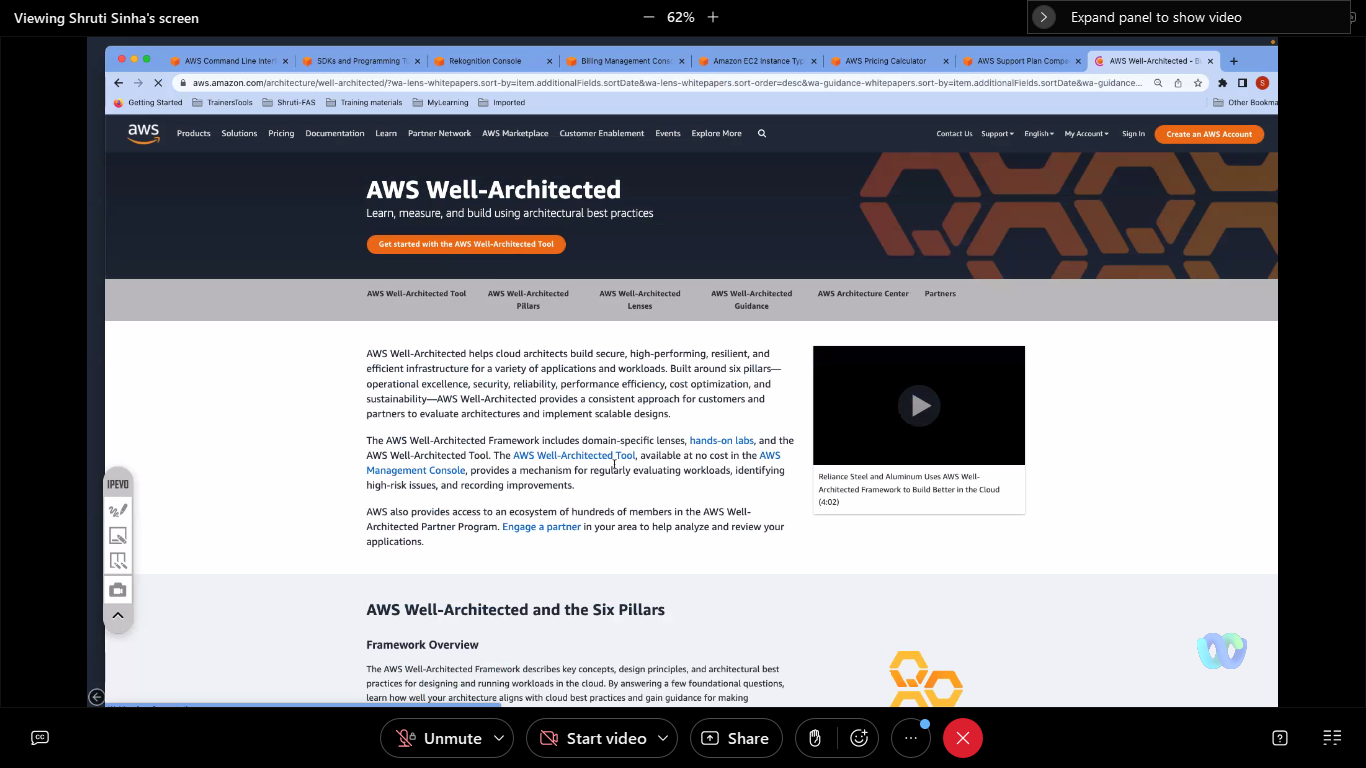 Viewing Shruti Sinha's screen
62%
Expand panel to show video
AWS Command Line Inter
SDKs and Programming To
Rekognition Console
Billing Management Cons
Amazon EC2 Instance Typ
AWS Pricing Calculator
AWS Support Plan Compa
AWS Well-Architected - B
aws.amazon.com/architecture/well-architected/?wa-lens-whitepapers.sort-by=item.additionalFields.sortDate&wa-lens-whitepapers.sort-order=desc&wa-guidance-whitepapers.sort-by=item.additionalFields.sortDate&wa-guidance...
S
Getting Started
TrainersTools
Shruti-FAS
Training materials
MyLearning
Imported
Other Bookma
aws
Products
Solutions
Pricing
Documentation
Learn
Partner Network
AWS Marketplace
Customer Enablement
Events
Explore More
Contact Us
Support
English
My Account
Sign In
Create an AWS Account
AWS Well-Architected
Learn, measure, and build using architectural best practices
Get started with the AWS Well-Architected Tool
AWS Well-Architected Tool
AWS Well-Architected
Pillars
AWS Well-Architected
Lenses
AWS Well-Architected
Guidance
AWS Architecture Center
Partners
AWS Well-Architected helps cloud architects build secure, high-performing, resilient, and
efficient infrastructure for a variety of applications and workloads. Built around six pillars—
operational excellence, security, reliability, performance efficiency, cost optimization, and
sustainability—AWS Well-Architected provides a consistent approach for customers and
partners to evaluate architectures and implement scalable designs.
The AWS Well-Architected Framework includes domain-specific lenses, hands-on labs, and the
AWS Well-Architected Tool. The AWS Well-Architected Tool, available at no cost in the AWS
Management Console, provides a mechanism for regularly evaluating workloads, identifying
high-risk issues, and recording improvements.
AWS also provides access to an ecosystem of hundreds of members in the AWS Well-
Architected Partner Program. Engage a partner in your area to help analyze and review your
applications.
Reliance Steel and Aluminum Uses AWS Well-
Architected Framework to Build Better in the Cloud
(4:02)
IPEVO
AWS Well-Architected and the Six Pillars
Framework Overview
The AWS Well-Architected Framework describes key concepts, design principles, and architectural best
practices for designing and running workloads in the cloud. By answering a few foundational questions,
learn how well your architecture aligns with cloud best practices and gain guidance for making
CC
Unmute
Start video
Share